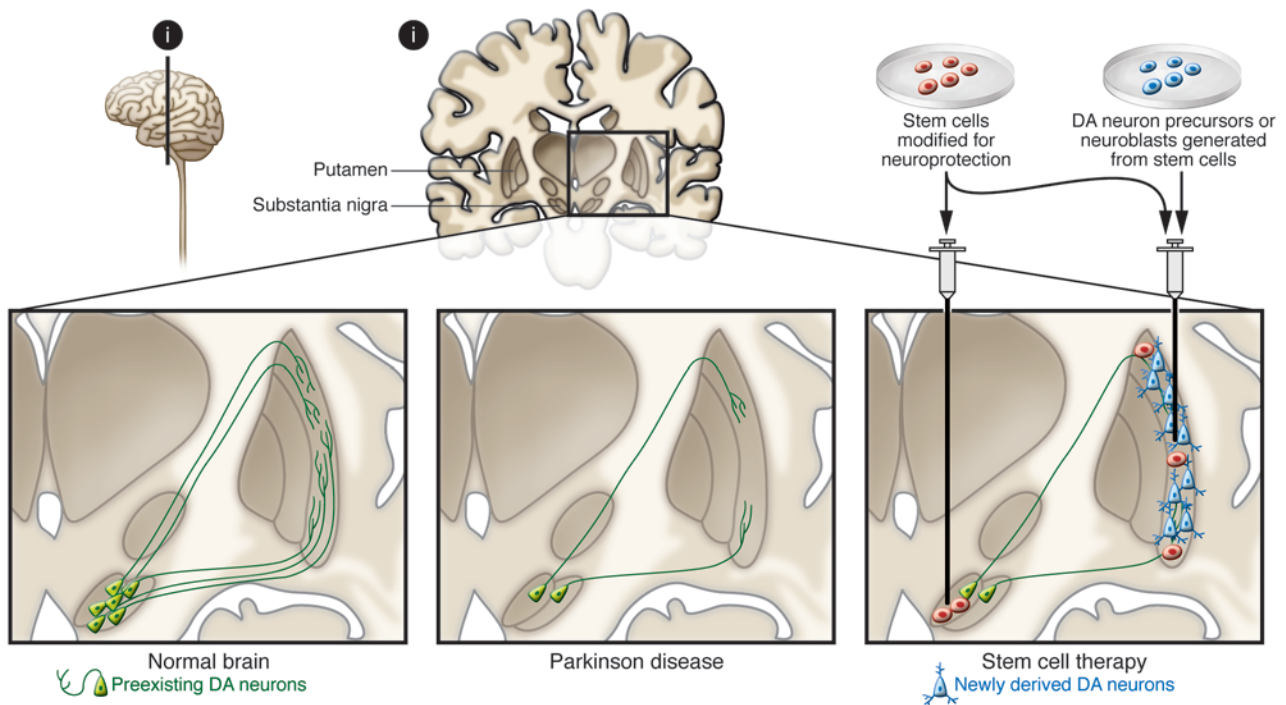 i
i
Putamen
Substantia nigra
Stem cells
modified for
neuroprotection
DA neuron precursors or
neuroblasts generated
from stem cells
Normal brain
Preexisting DA neurons
Parkinson disease
Stem cell therapy
Newly derived DA neurons